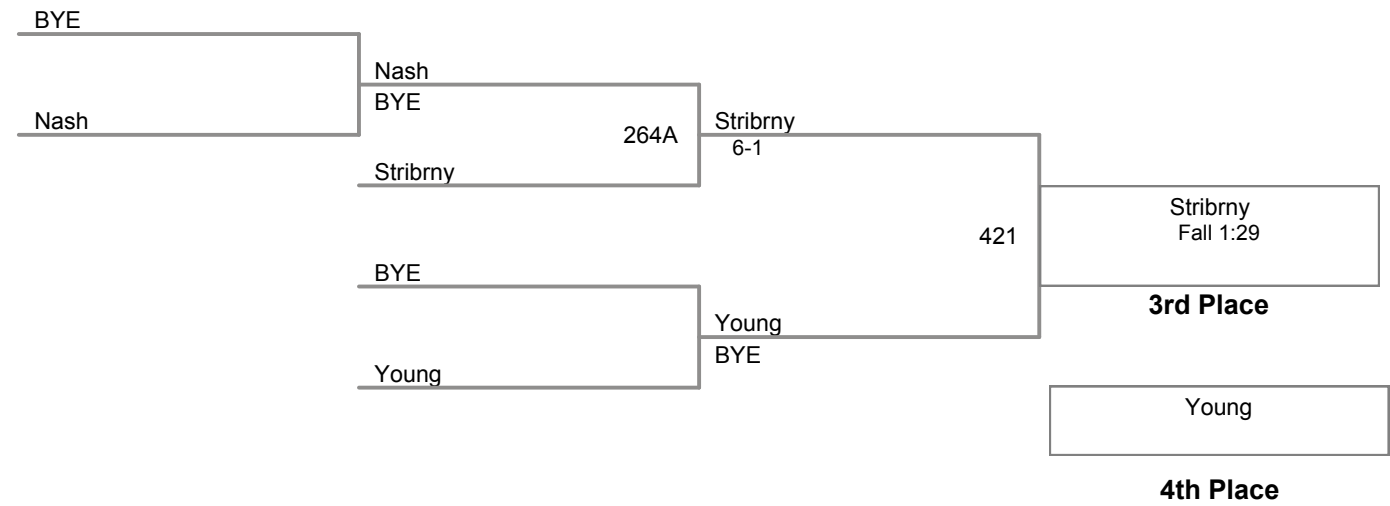 BYE
Nash
Nash
BYE
264A
Stribrny
Stribrny
6-1
BYE
Young
Young
BYE
421
Stribrny
Fall 1:29
3rd Place
Young
4th Place